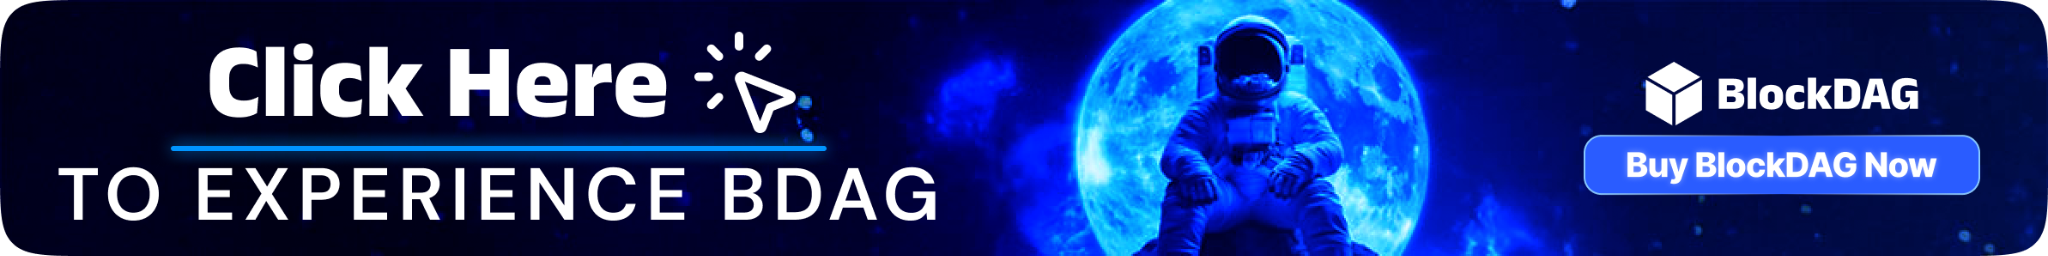 Click Here
TO EXPERIENCE BDAG
BlockDAG
Buy BlockDAG Now